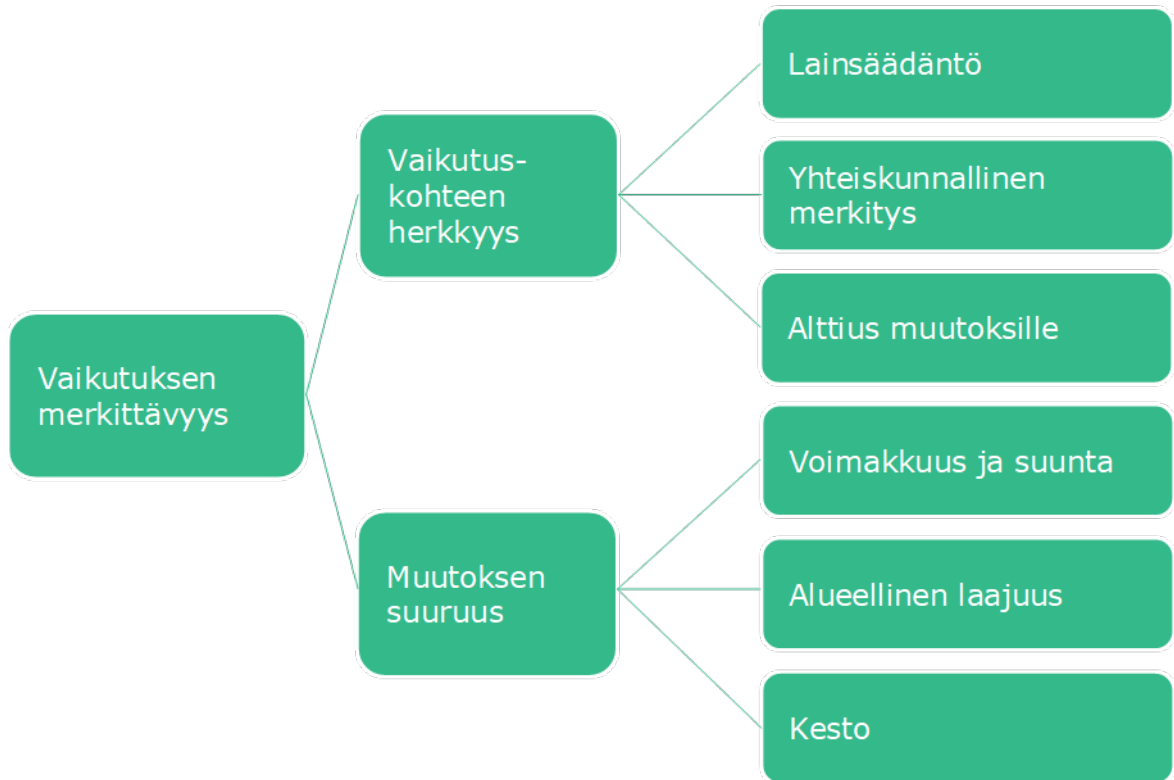 Vaikutuksen
merkittävyys
Vaikutus-
kohteen
herkkyys
Lainsäädäntö
Yhteiskunnallinen
merkitys
Alttius muutoksille
Muutoksen
suuruus
Voimakkuus ja suunta
Alueellinen laajuus
Kesto